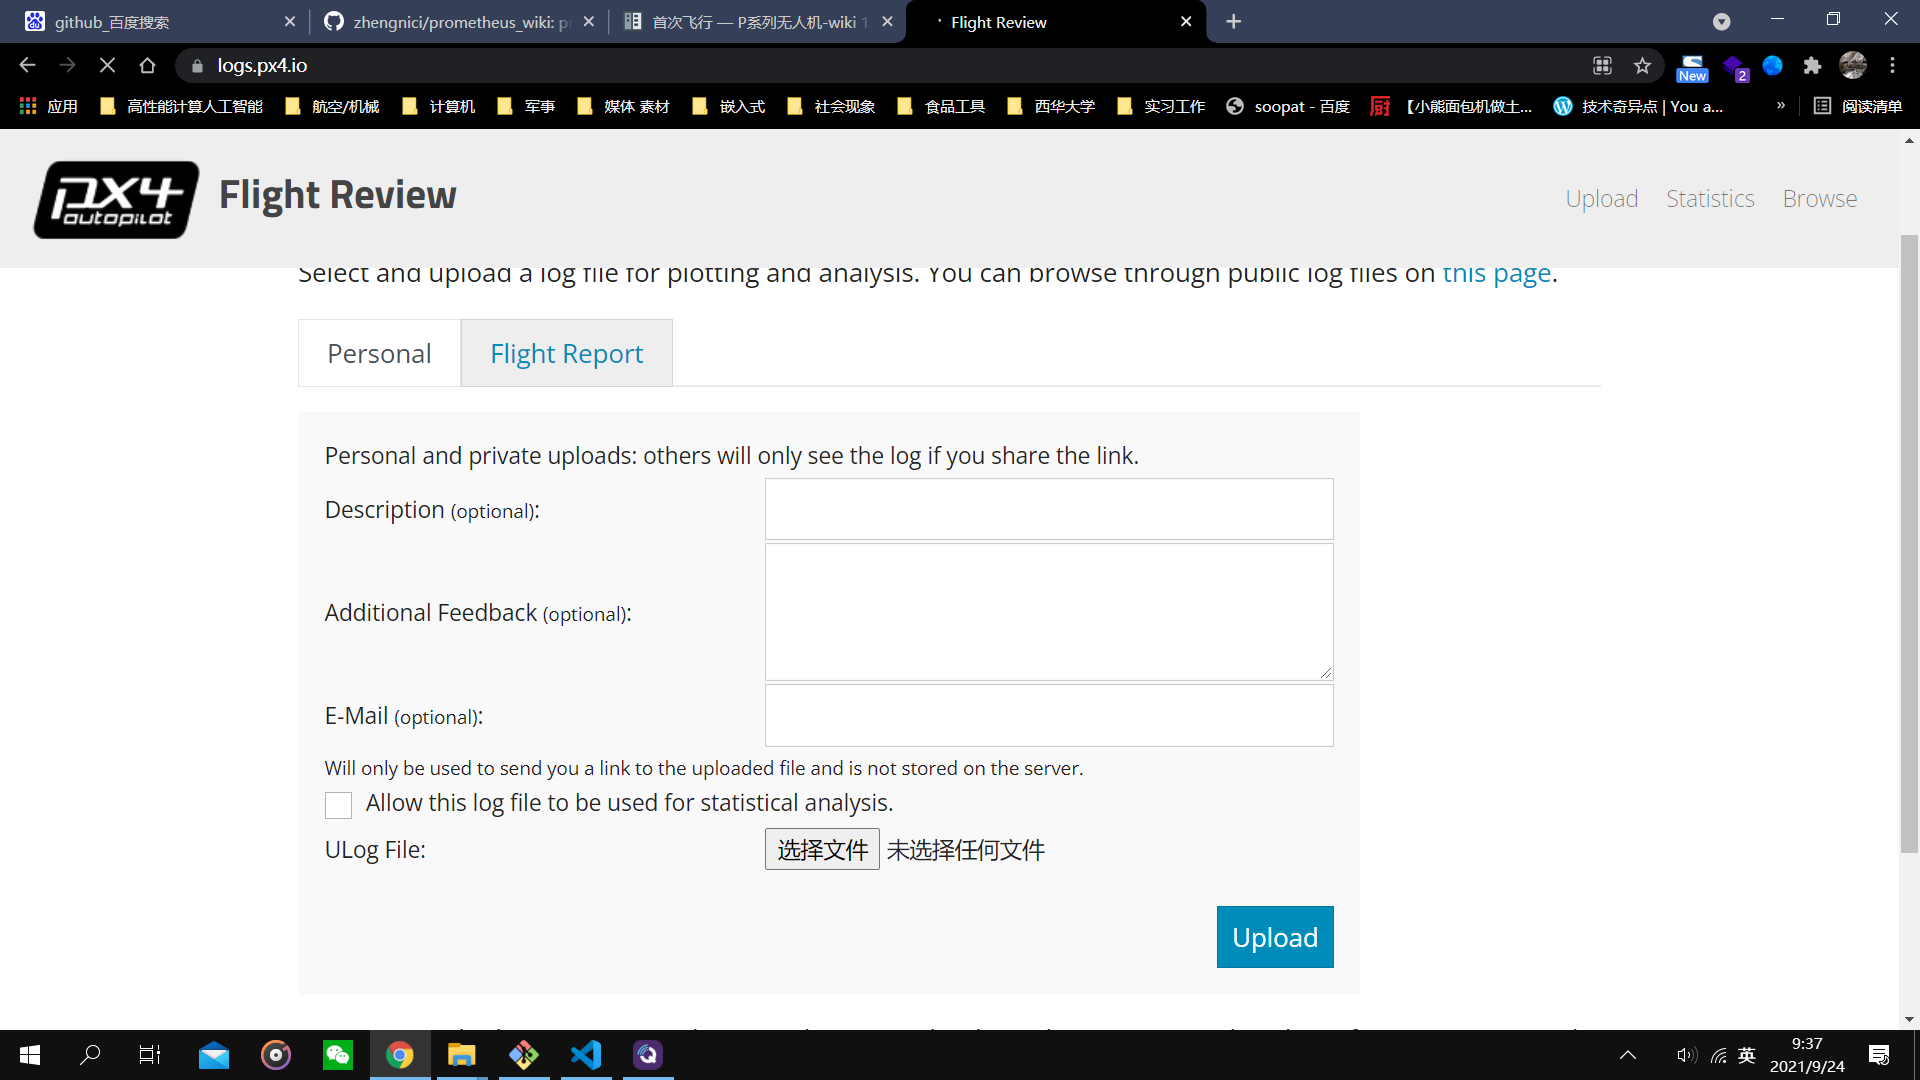 github_百度搜索
zhengnici/prometheus_wiki: p
首次飞行 — P系列无人机-wiki 1
Flight Review
logs.px4.io
New
2
应用
高性能计算人工智能
航空/机械
计算机
军事
媒体 素材
嵌入式
社会现象
食品工具
西华大学
实习工作
soopat - 百度
【小熊面包机做土...
技术奇异点 | You a...
»
阅读清单
px4
autopilot
Flight Review
Upload
Statistics
Browse
Select and upload a log file for plotting and analysis. You can browse through public log files on this page.
Personal
Flight Report
Personal and private uploads: others will only see the log if you share the link.
Description (optional):
Additional Feedback (optional):
E-Mail (optional):
Will only be used to send you a link to the uploaded file and is not stored on the server.
Allow this log file to be used for statistical analysis.
ULog File:
选择文件 未选择任何文件
Upload
英
9:37
2021/9/24